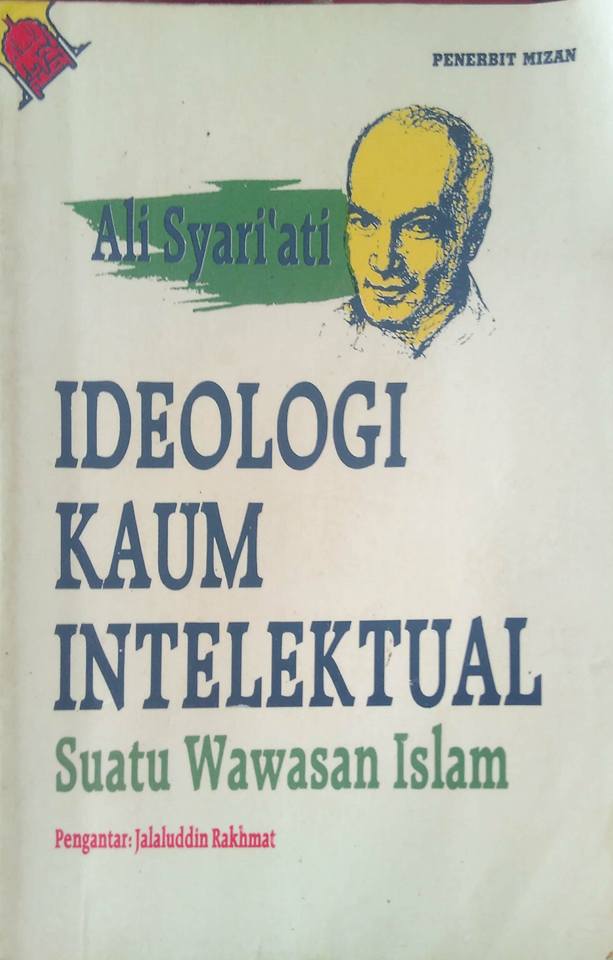 PENERBIT MIZAN
Ali Syari'ati
IDEOLOGI
KAUM
INTELEKTUAL
Suatu Wawasan Islam
Pengantar: Jalaluddin Rakhmat